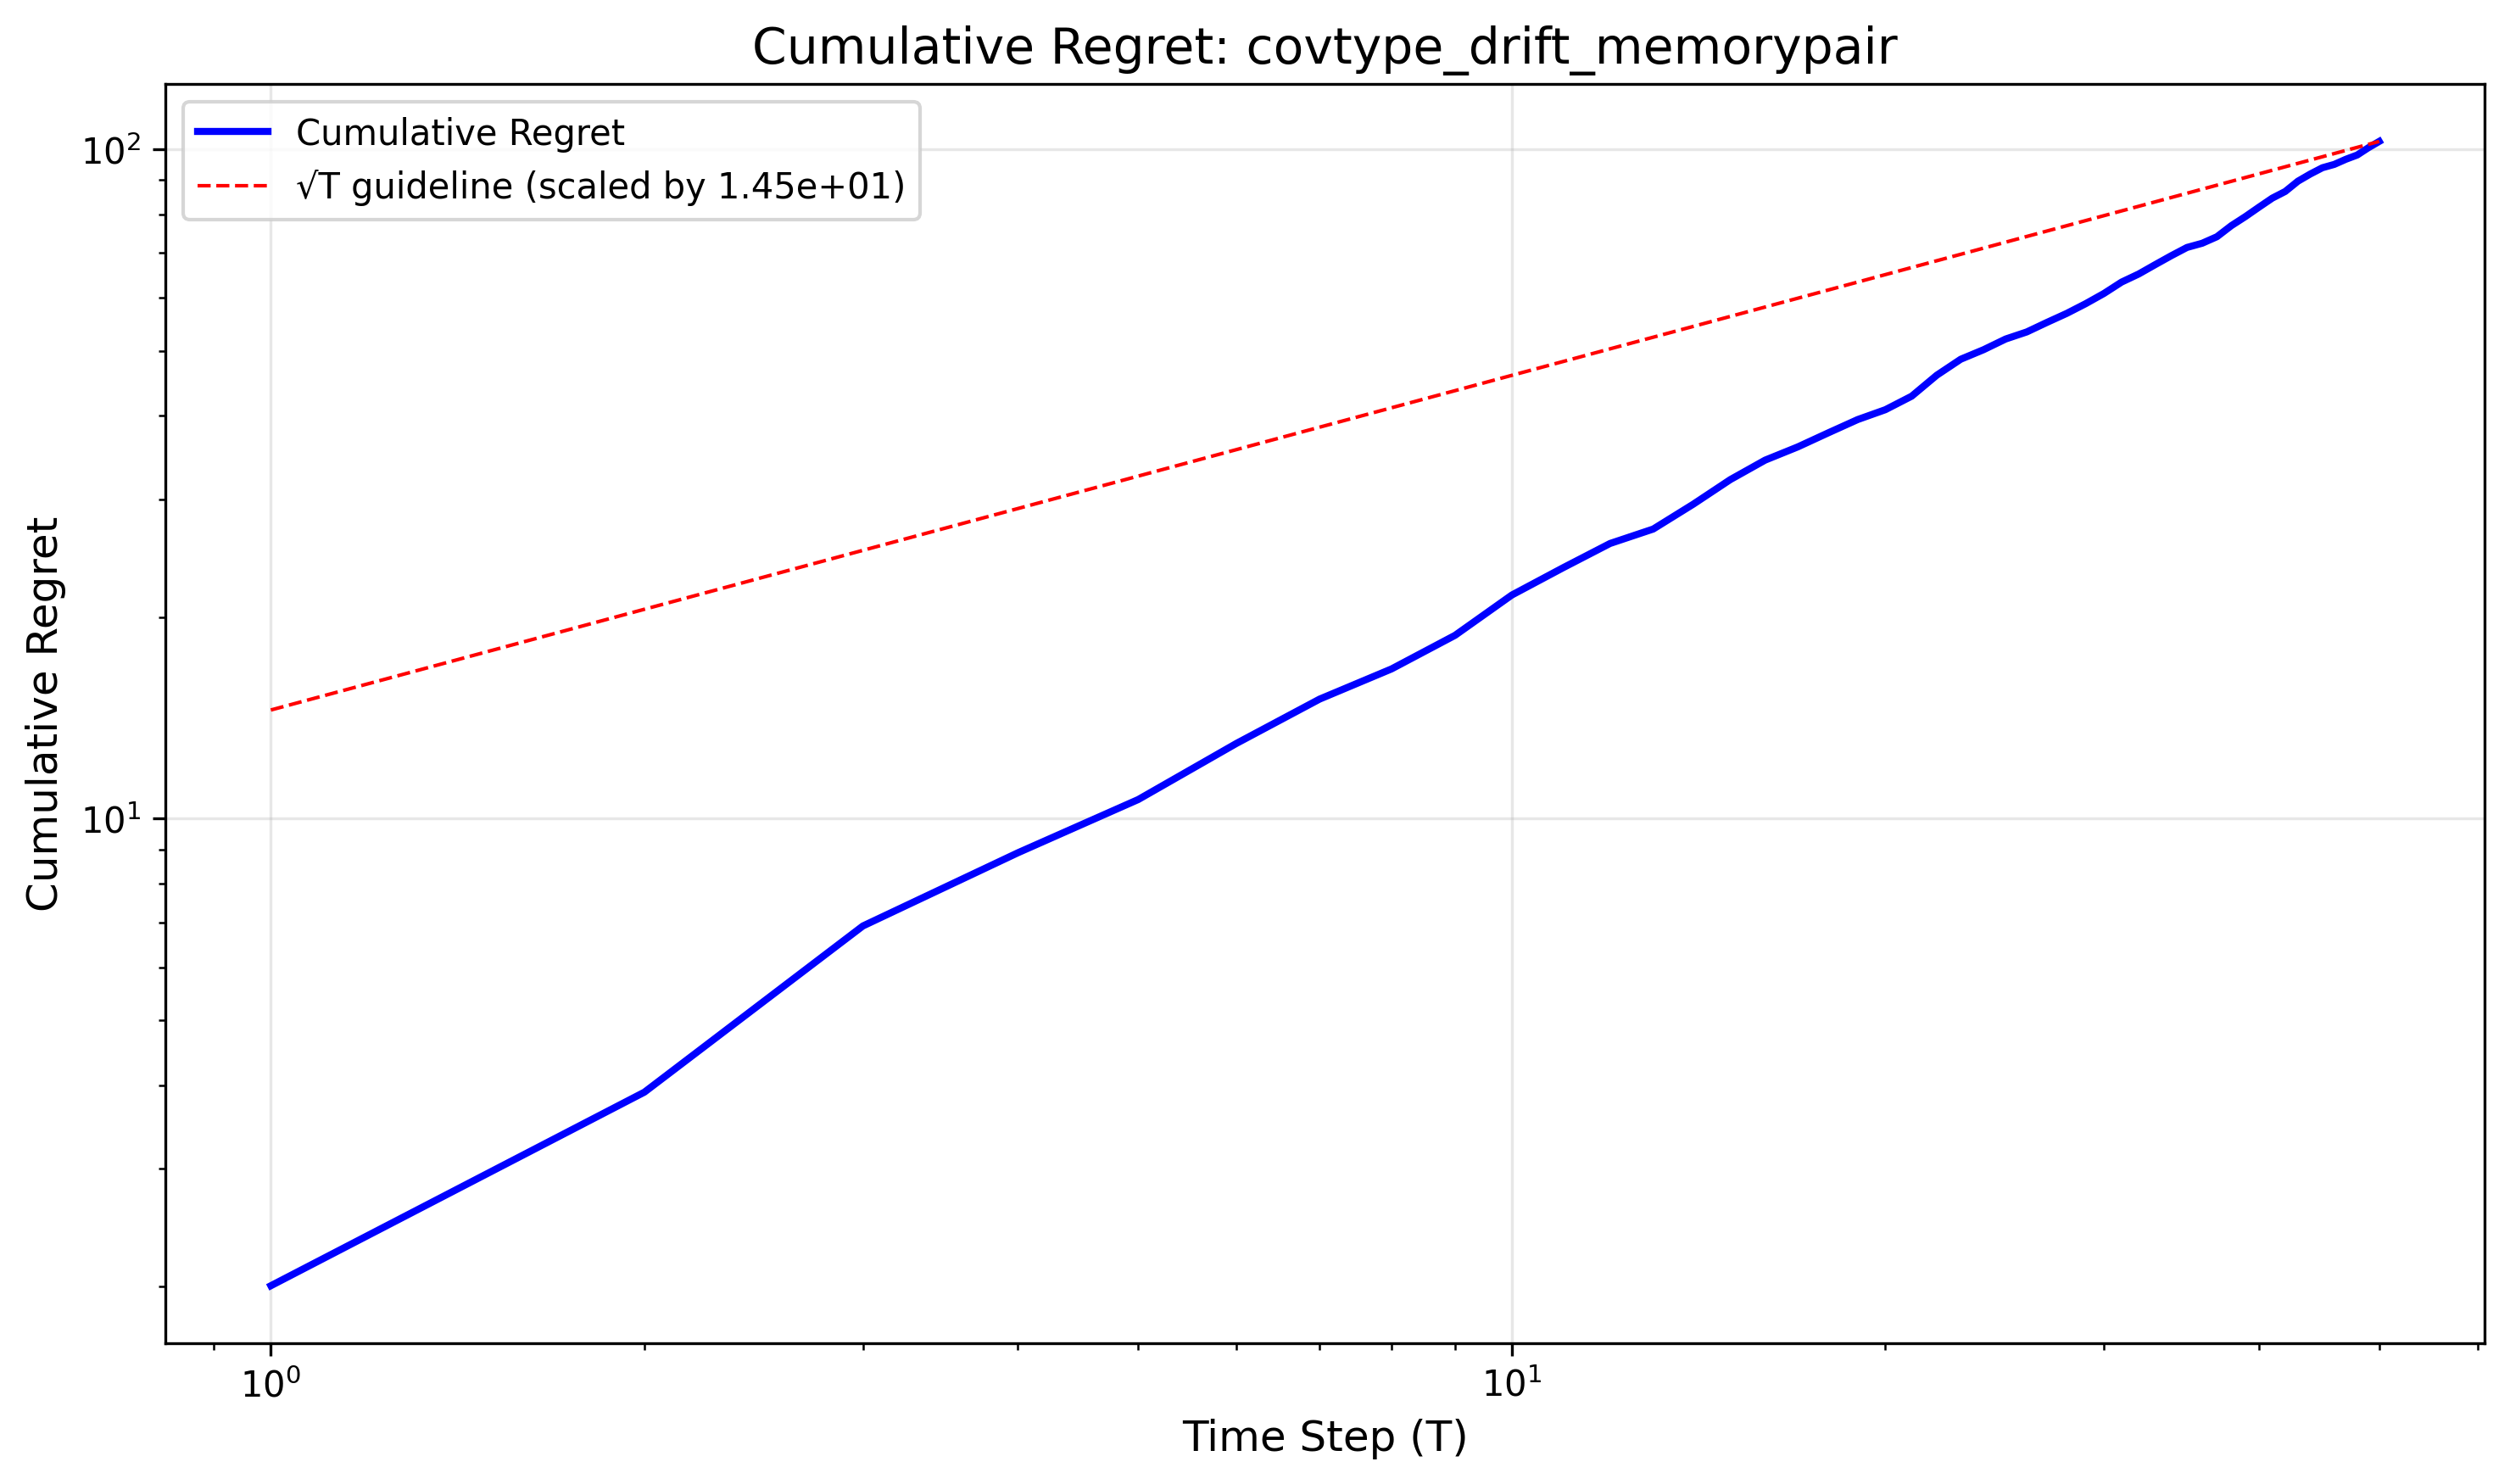 Cumulative Regret: covtype_drift_memorypair
Cumulative Regret
√T guideline (scaled by 1.45e+01)
10²
10¹
Cumulative Regret
10⁰
10¹
Time Step (T)